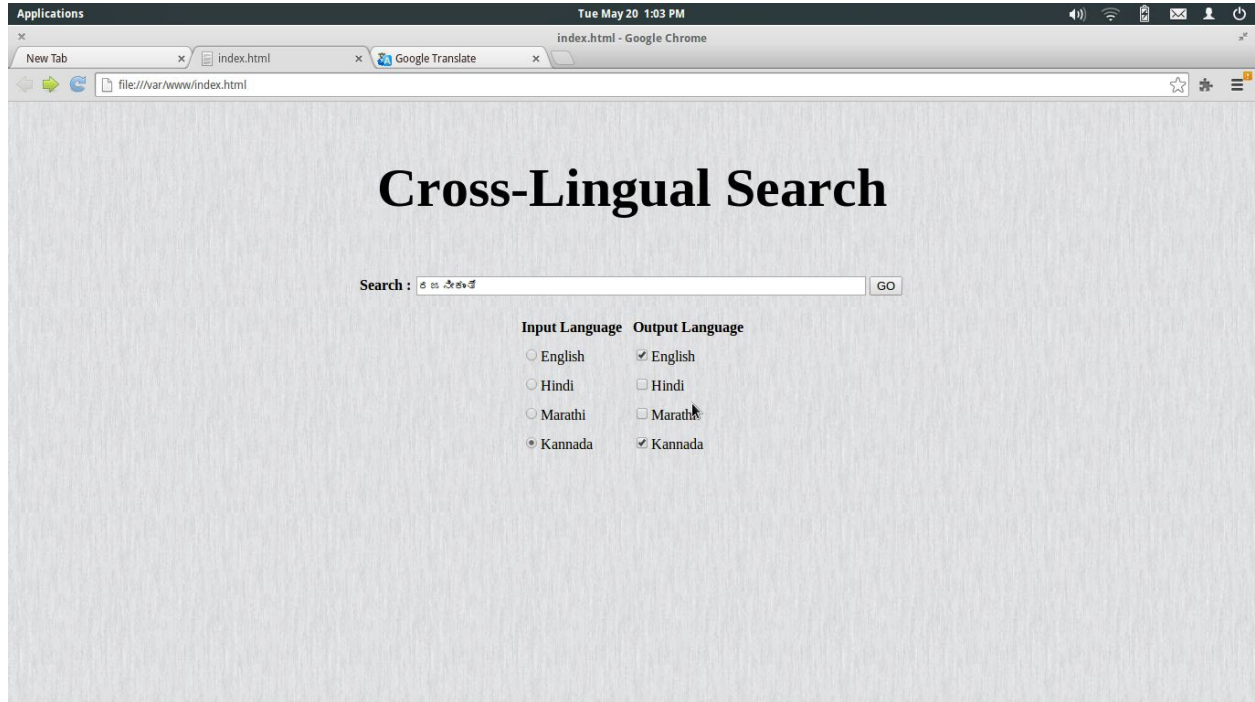 Applications Tue May 20 1:03 PM
index.html - Google Chrome
New Tab index.html Google Translate
file:///var/www/index.html
Cross-Lingual Search
Search : GO
Input Language Output Language
English English
Hindi Hindi
Marathi Marathi
Kannada Kannada